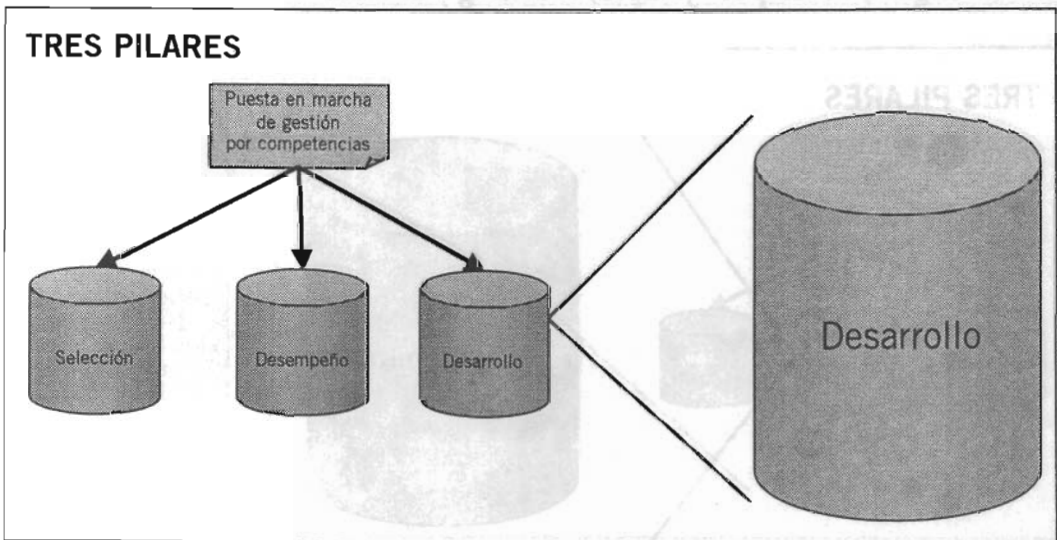 TRES PILARES
Puesta en marcha
de gestión
por competencias
Selección
Desempeño
Desarrollo
Desarrollo